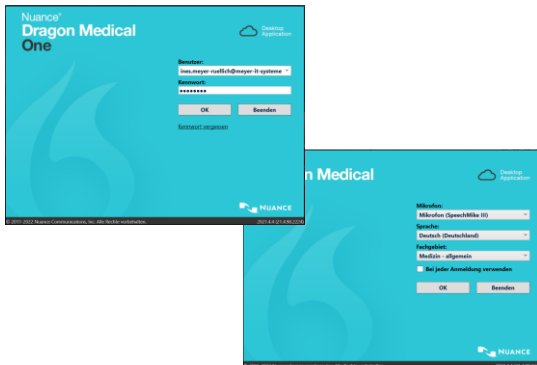 Nuance®
Dragon Medical
One
Desktop
Application
Benutzer:
ines.meyer-ruellich@meyer-it-systeme
Kennwort:
••••••••
OK Beenden
Kennwort vergessen
NUANCE
© 2011-2022 Nuance Communications, Inc. Alle Rechte vorbehalten.
n Medical
Desktop
Application
Mikrofon:
Mikrofon (SpeechMike III)
Sprache:
Deutsch (Deutschland)
Fachgebiet:
Medizin - allgemein
Bei jeder Anmeldung verwenden
OK Beenden
NUANCE